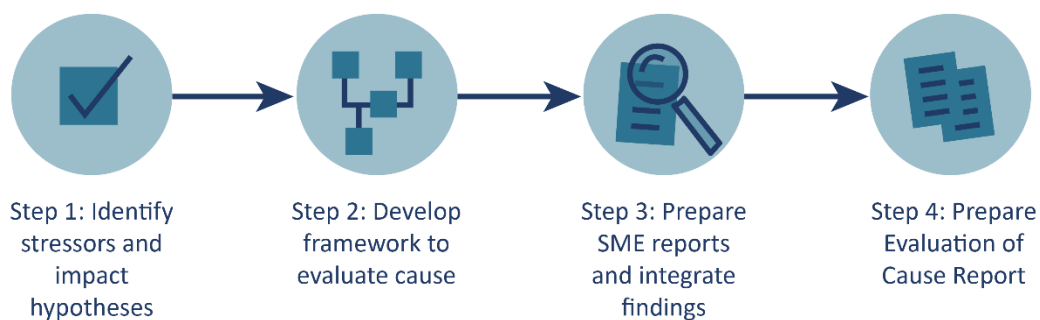 Step 1: Identify
stressors and
impact
hypotheses
Step 2: Develop
framework to
evaluate cause
Step 3: Prepare
SME reports
and integrate
findings
Step 4: Prepare
Evaluation of
Cause Report